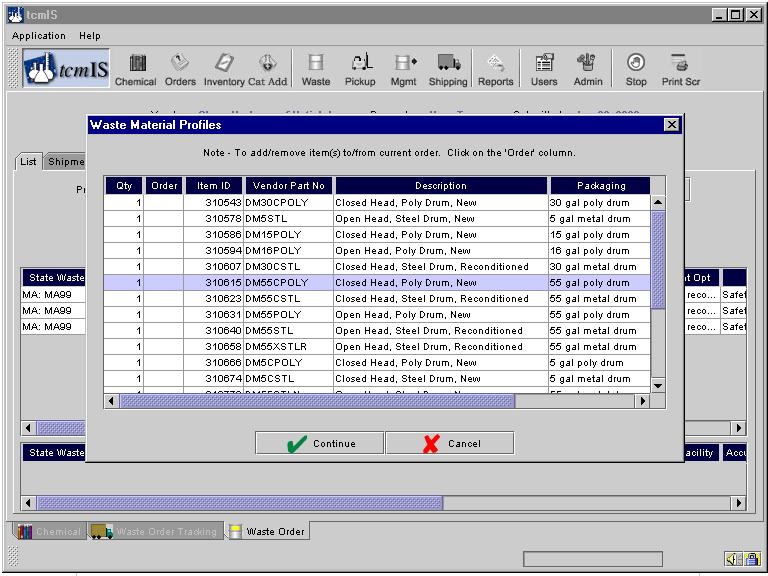 tcmIS
Application Help
tcmIS Chemical Orders Inventory Cat Add Waste Pickup Mgmt Shipping Reports Users Admin Stop Print Scr
Waste Material Profiles
List Shipme
Note - To add/remove item(s) to/from current order. Click on the 'Order' column.
Qty Order Item ID Vendor Part No Description Packaging
1 310543 DM30CPOLY Closed Head, Poly Drum, New 30 gal poly drum
1 310578 DM5STL Open Head, Steel Drum, New 5 gal metal drum
1 310586 DM15POLY Closed Head, Poly Drum, New 15 gal poly drum
1 310594 DM16POLY Open Head, Poly Drum, New 16 gal poly drum
1 310607 DM30CSTL Closed Head, Steel Drum, Reconditioned 30 gal metal drum
1 310615 DM55CPOLY Closed Head, Poly Drum, New 55 gal poly drum
1 310623 DM55CSTL Closed Head, Steel Drum, Reconditioned 55 gal metal drum
1 310631 DM55POLY Open Head, Poly Drum, New 55 gal poly drum
1 310640 DM55STL Open Head, Steel Drum, Reconditioned 55 gal metal drum
1 310658 DM55XSTLR Open Head, Steel Drum, Reconditioned 55 gal metal drum
1 310666 DM5CPOLY Closed Head, Poly Drum, New 5 gal poly drum
1 310674 DM5CSTL Closed Head, Steel Drum, New 5 gal metal drum
State Waste t Opt
MA: MA99 reco... Safet
MA: MA99 reco... Safet
MA: MA99 reco... Safet
Continue Cancel
State Waste acility Accu
Chemical Waste Order Tracking Waste Order